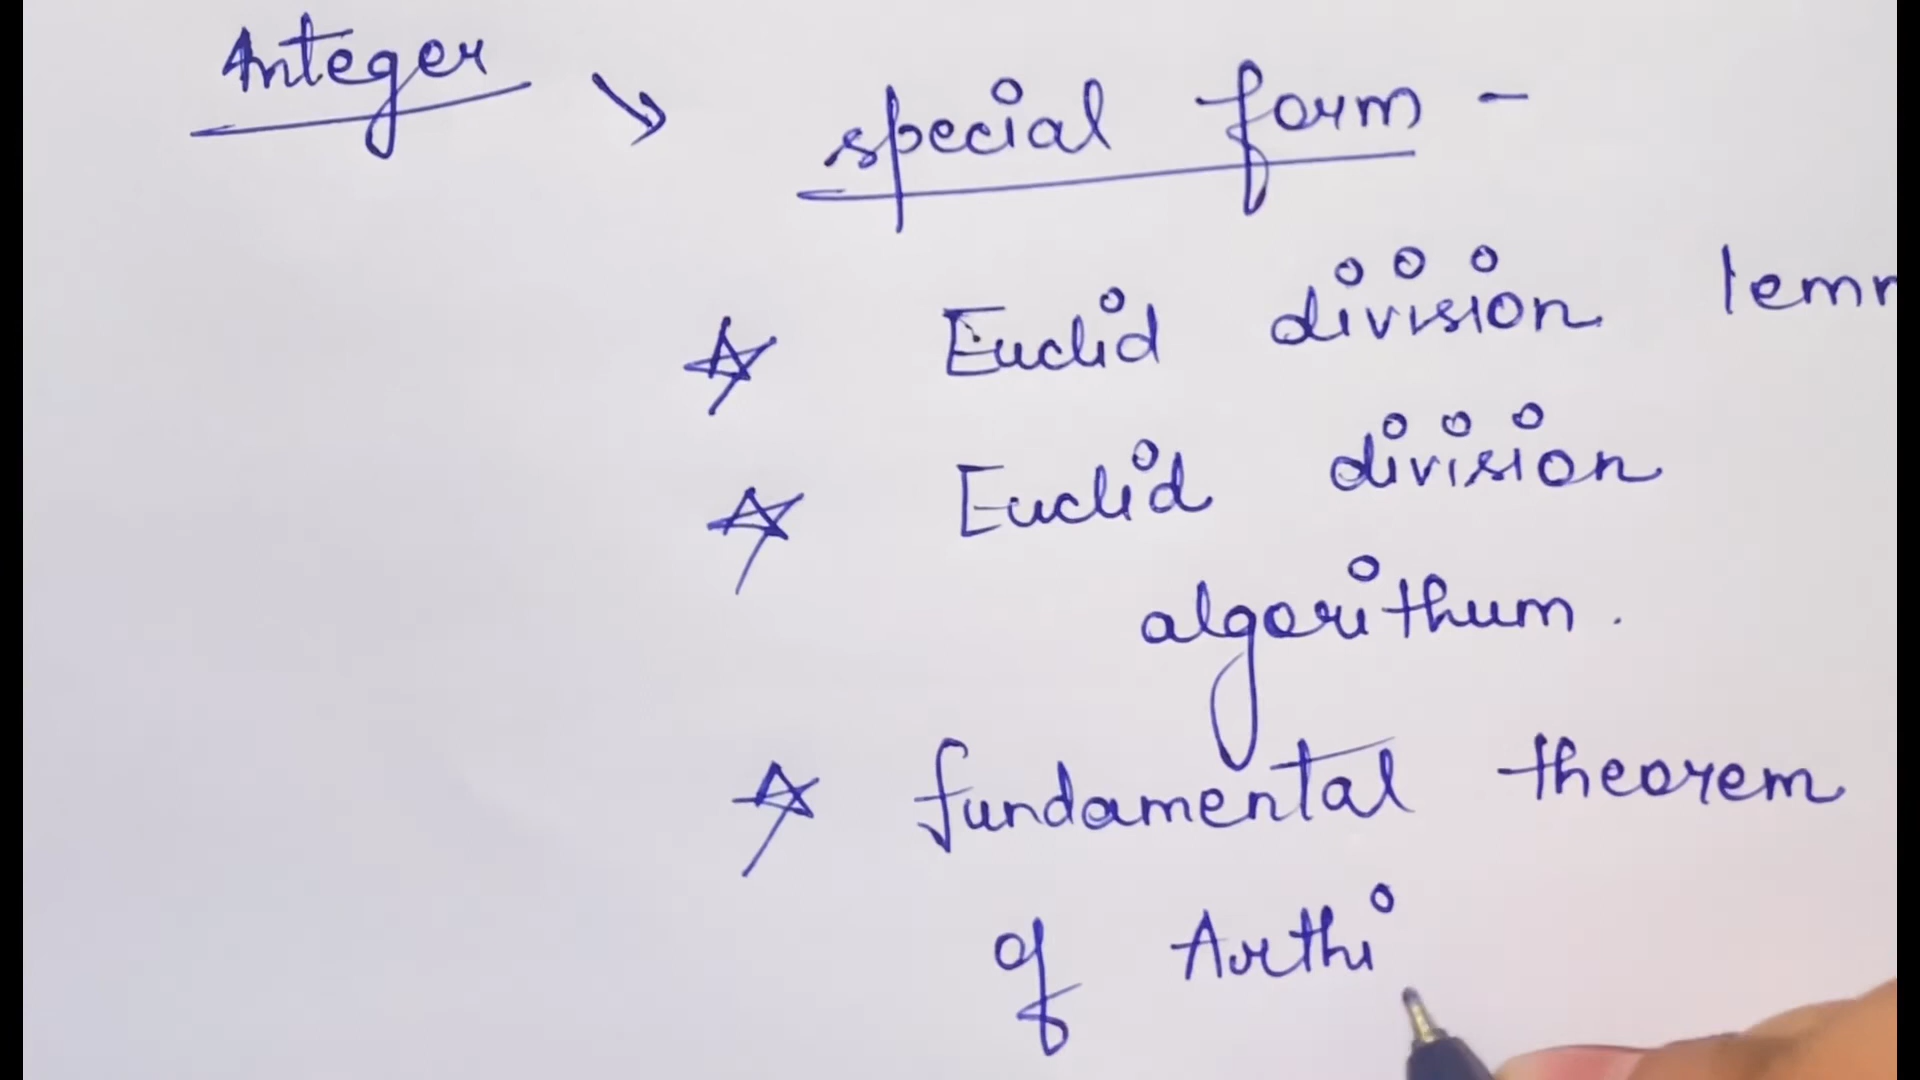 Integer → special form -
☆ Euclid division lemm
☆ Euclid division
algorithum.
☆ fundamental theorem
of Arthi